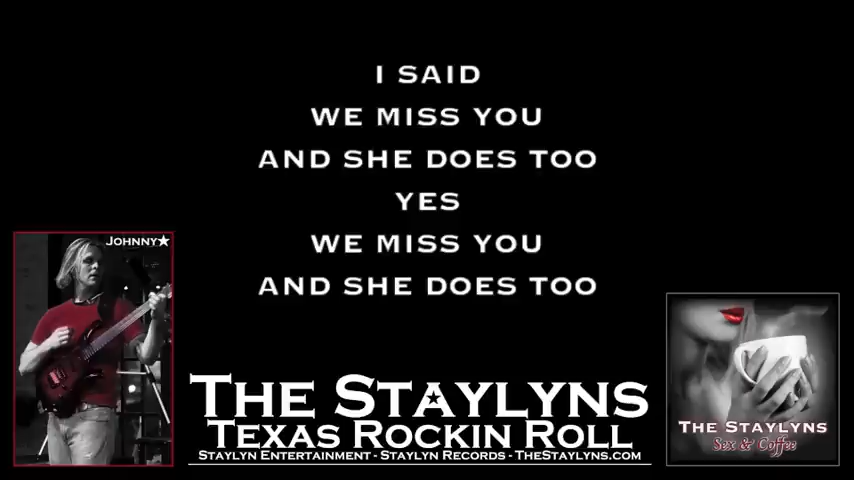 I SAID
WE MISS YOU
AND SHE DOES TOO
YES
WE MISS YOU
AND SHE DOES TOO
JOHNNY★
THE STAYLYNS
TEXAS ROCKIN ROLL
STAYLYN ENTERTAINMENT - STAYLYN RECORDS - THESTAYLYNS.COM
THE STAYLYNS
Sex & Coffee